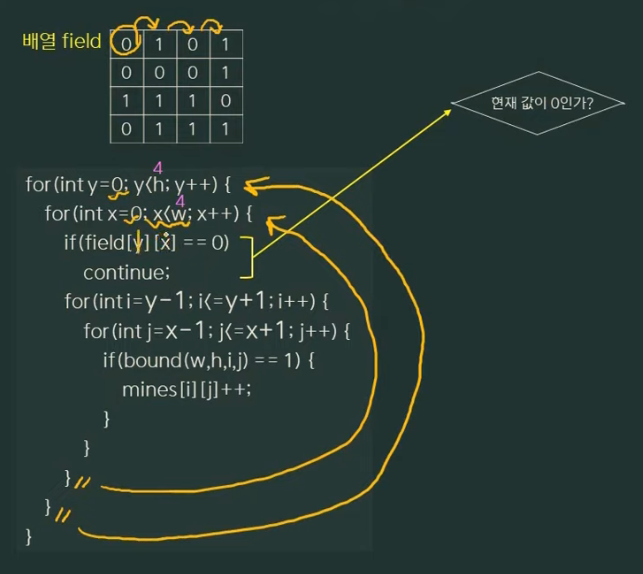 배열 field
0 1 0 1
0 0 0 1
1 1 1 0
0 1 1 1
현재 값이 0인가?
4
for(int y=0; y<h; y++) {
4
for(int x=0; x<w; x++) {
if(field[y][x] == 0)
continue;
for(int i=y-1; i<=y+1; i++) {
for(int j=x-1; j<=x+1; j++) {
if(bound(w,h,i,j) == 1) {
mines[i][j]++;
}
}
}
}
}